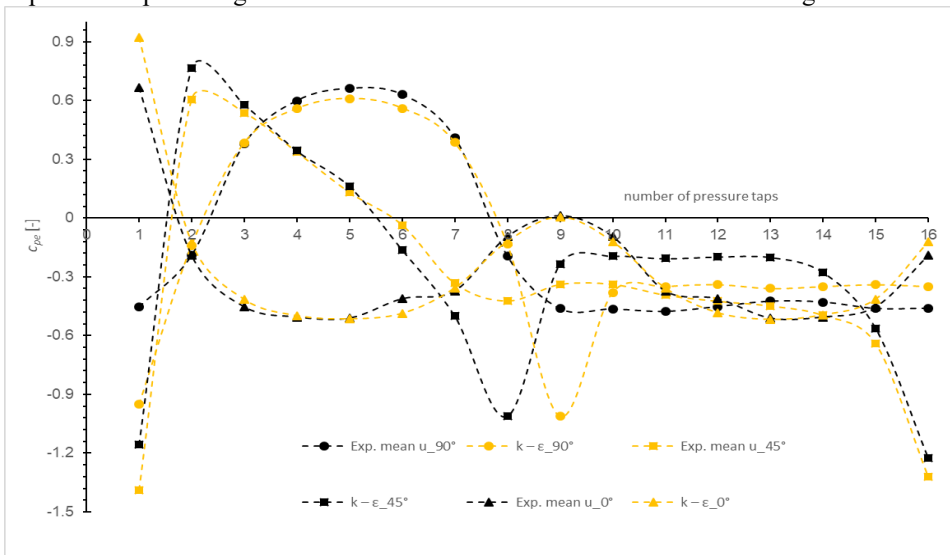 0.9
0.6
0.3
0
-0.3
-0.6
-0.9
-1.2
-1.5
c_pe [-]
number of pressure taps
0 1 2 3 4 5 6 7 8 9 10 11 12 13 14 15 16
Exp. mean u_90° k – ε_90° Exp. mean u_45°
k – ε_45° Exp. mean u_0° k – ε_0°